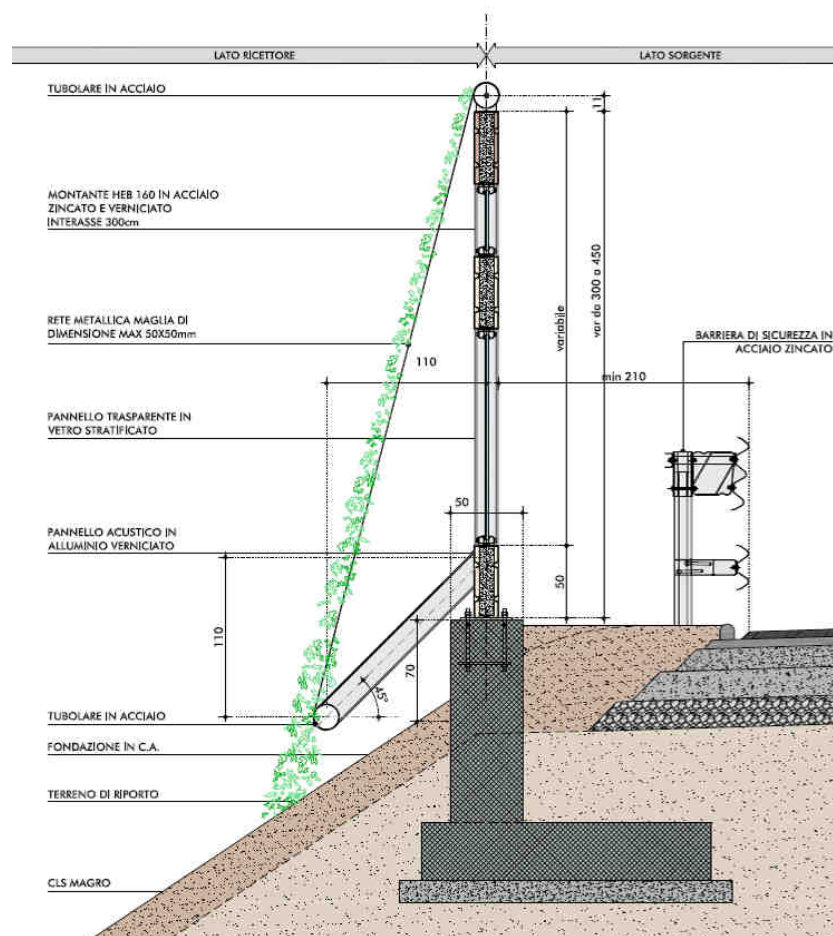 LATO RICETTORE
LATO SORGENTE
TUBOLARE IN ACCIAIO
11
MONTANTE HEB 160 IN ACCIAIO
ZINCATO E VERNICIATO
INTERASSE 300cm
var da 300 a 450
variabile
RETE METALLICA MAGLIA DI
DIMENSIONE MAX 50X50mm
BARRIERA DI SICUREZZA IN
ACCIAIO ZINCATO
110
min 210
PANNELLO TRASPARENTE IN
VETRO STRATIFICATO
50
PANNELLO ACUSTICO IN
ALLUMINIO VERNICIATO
50
110
70
45°
TUBOLARE IN ACCIAIO
FONDAZIONE IN C.A.
TERRENO DI RIPORTO
CLS MAGRO